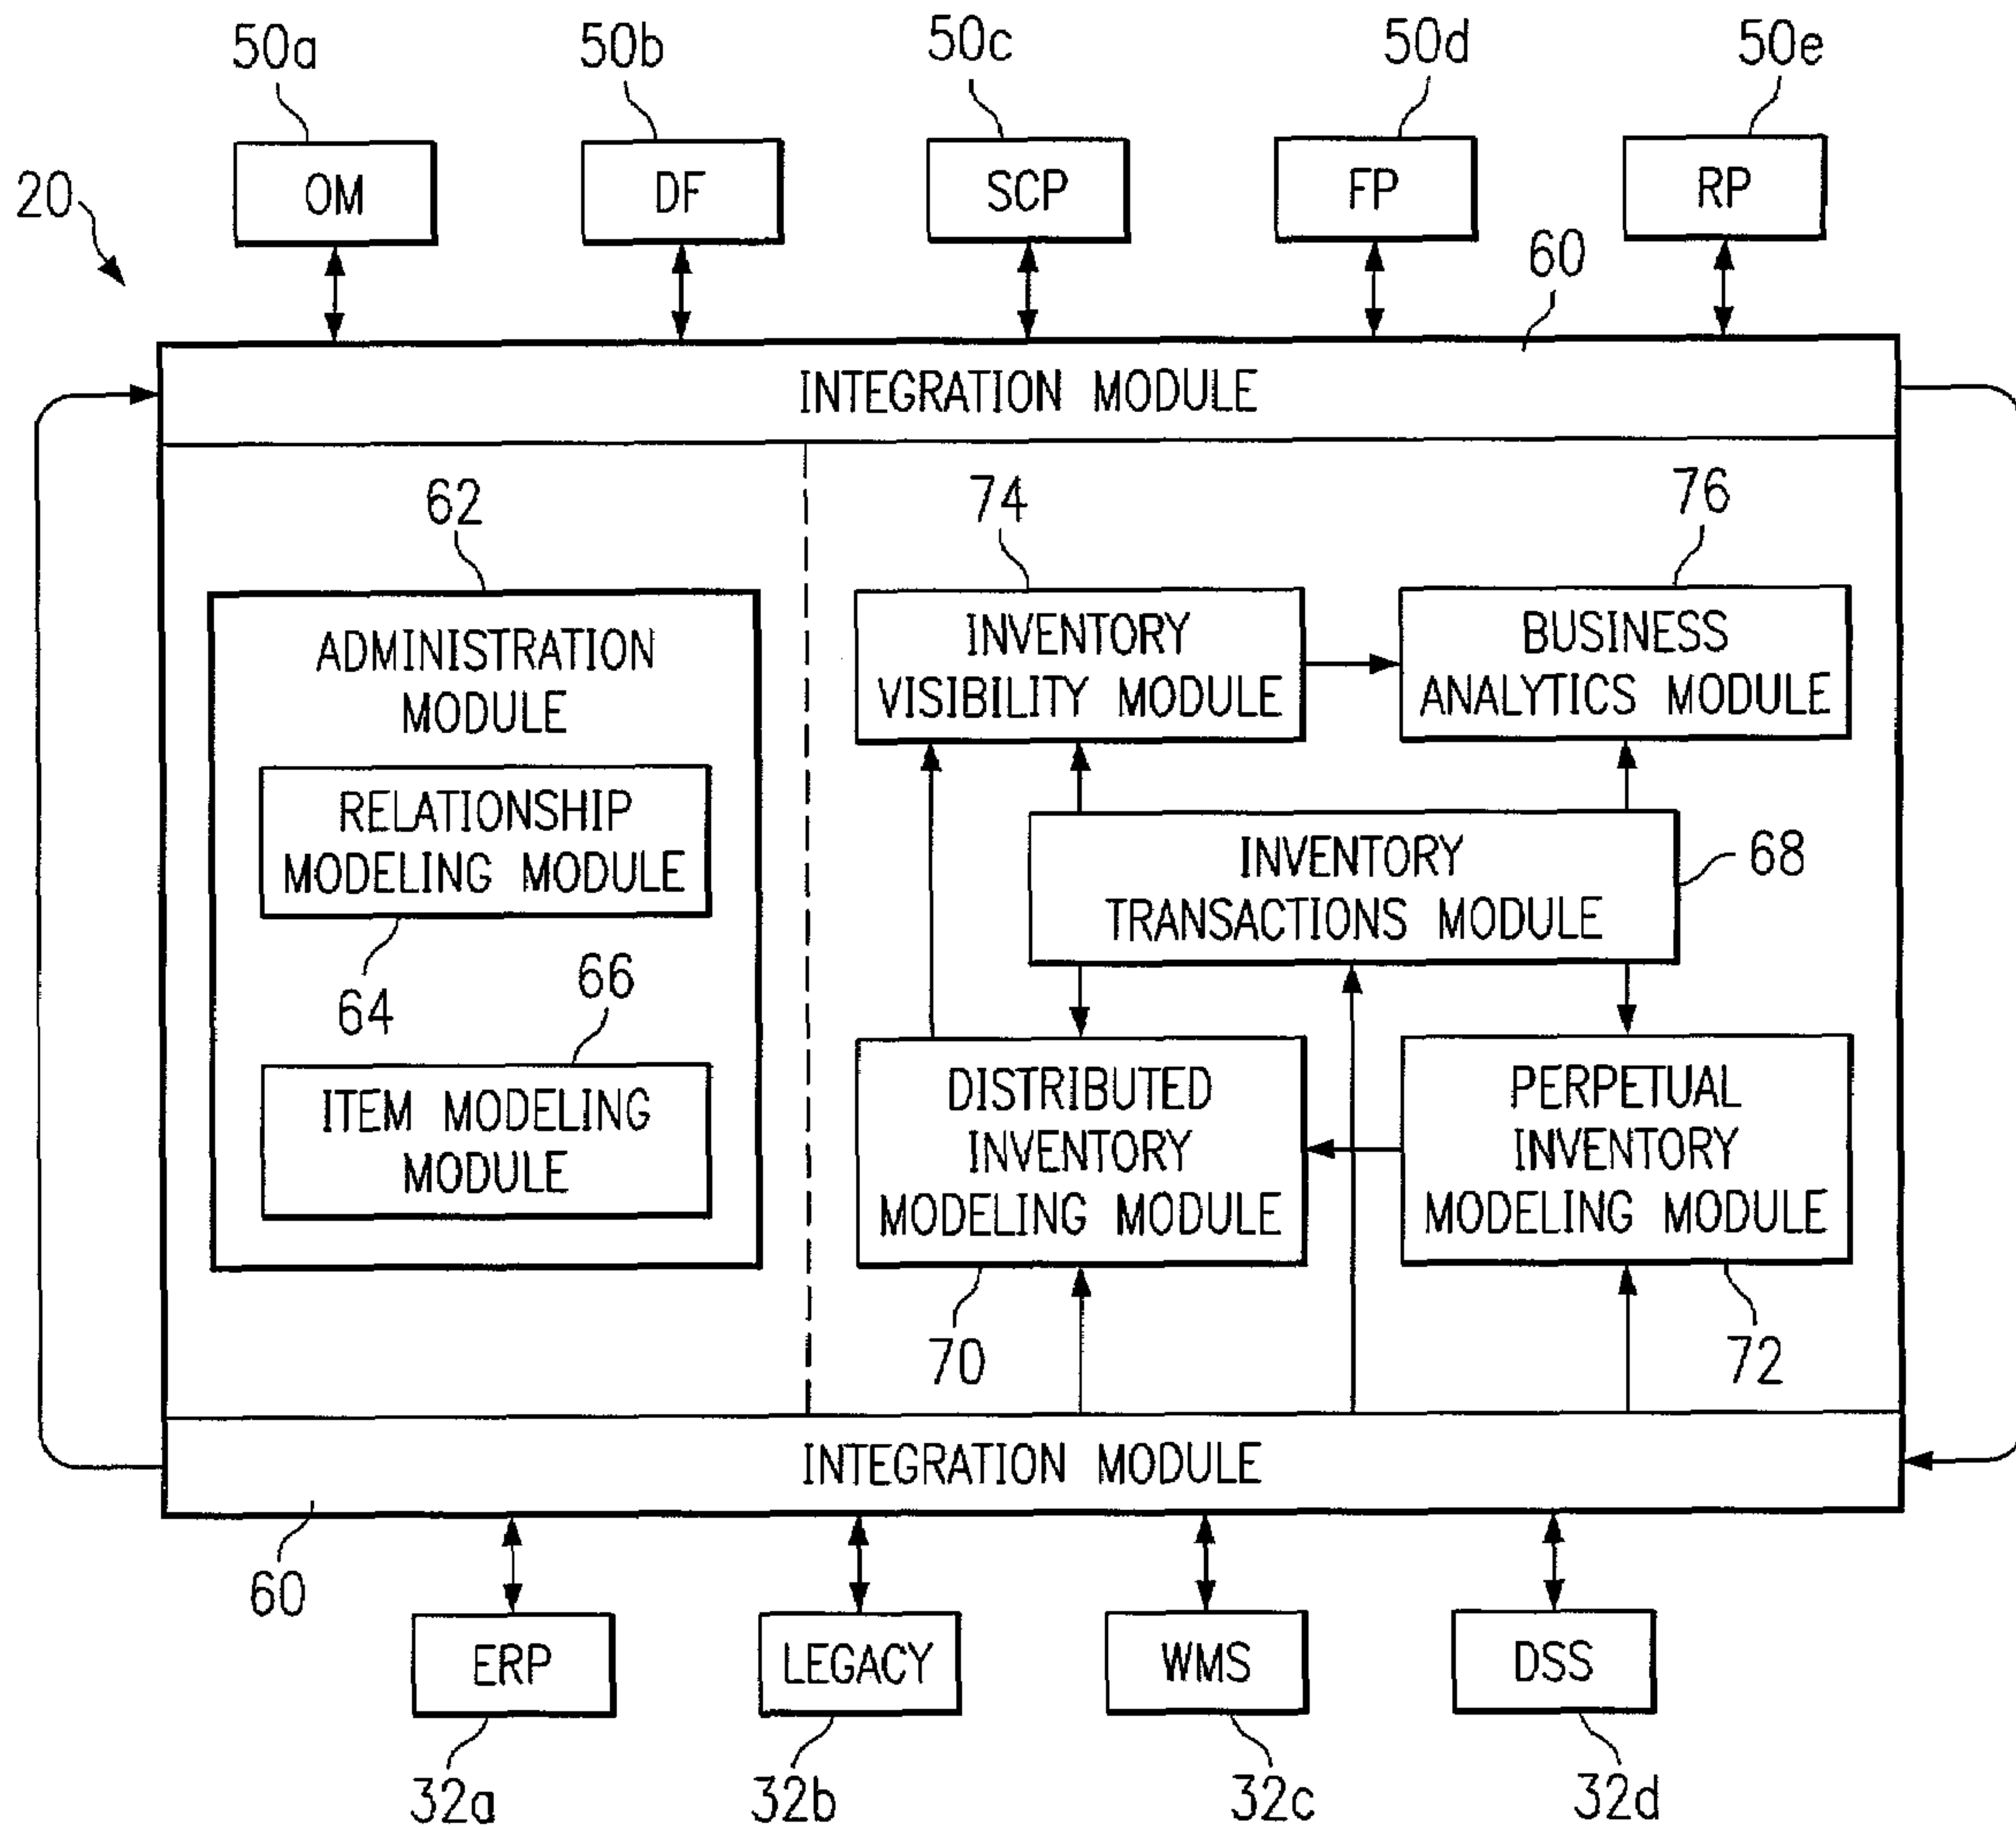 50a
50b
50c
50d
50e
20
OM
DF
SCP
FP
RP
60
INTEGRATION MODULE
62
74
76
ADMINISTRATION
MODULE
INVENTORY
VISIBILITY MODULE
BUSINESS
ANALYTICS MODULE
RELATIONSHIP
MODELING MODULE
INVENTORY
TRANSACTIONS MODULE
68
64
66
ITEM MODELING
MODULE
DISTRIBUTED
INVENTORY
MODELING MODULE
PERPETUAL
INVENTORY
MODELING MODULE
70
72
INTEGRATION MODULE
60
ERP
LEGACY
WMS
DSS
32a
32b
32c
32d